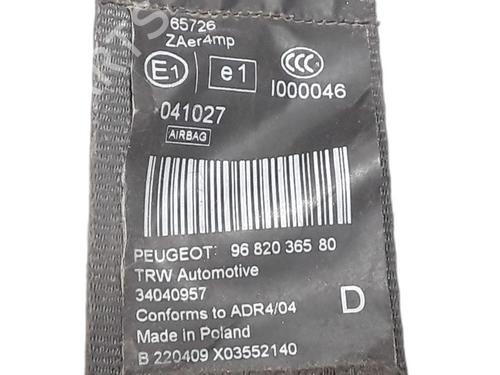 65726
ZAer4mp
E1 e1 CCC
I000046
041027
AIRBAG
PEUGEOT: 96 820 365 80
TRW Automotive
34040957
Conforms to ADR4/04 D
Made in Poland
B 220409 X03552140